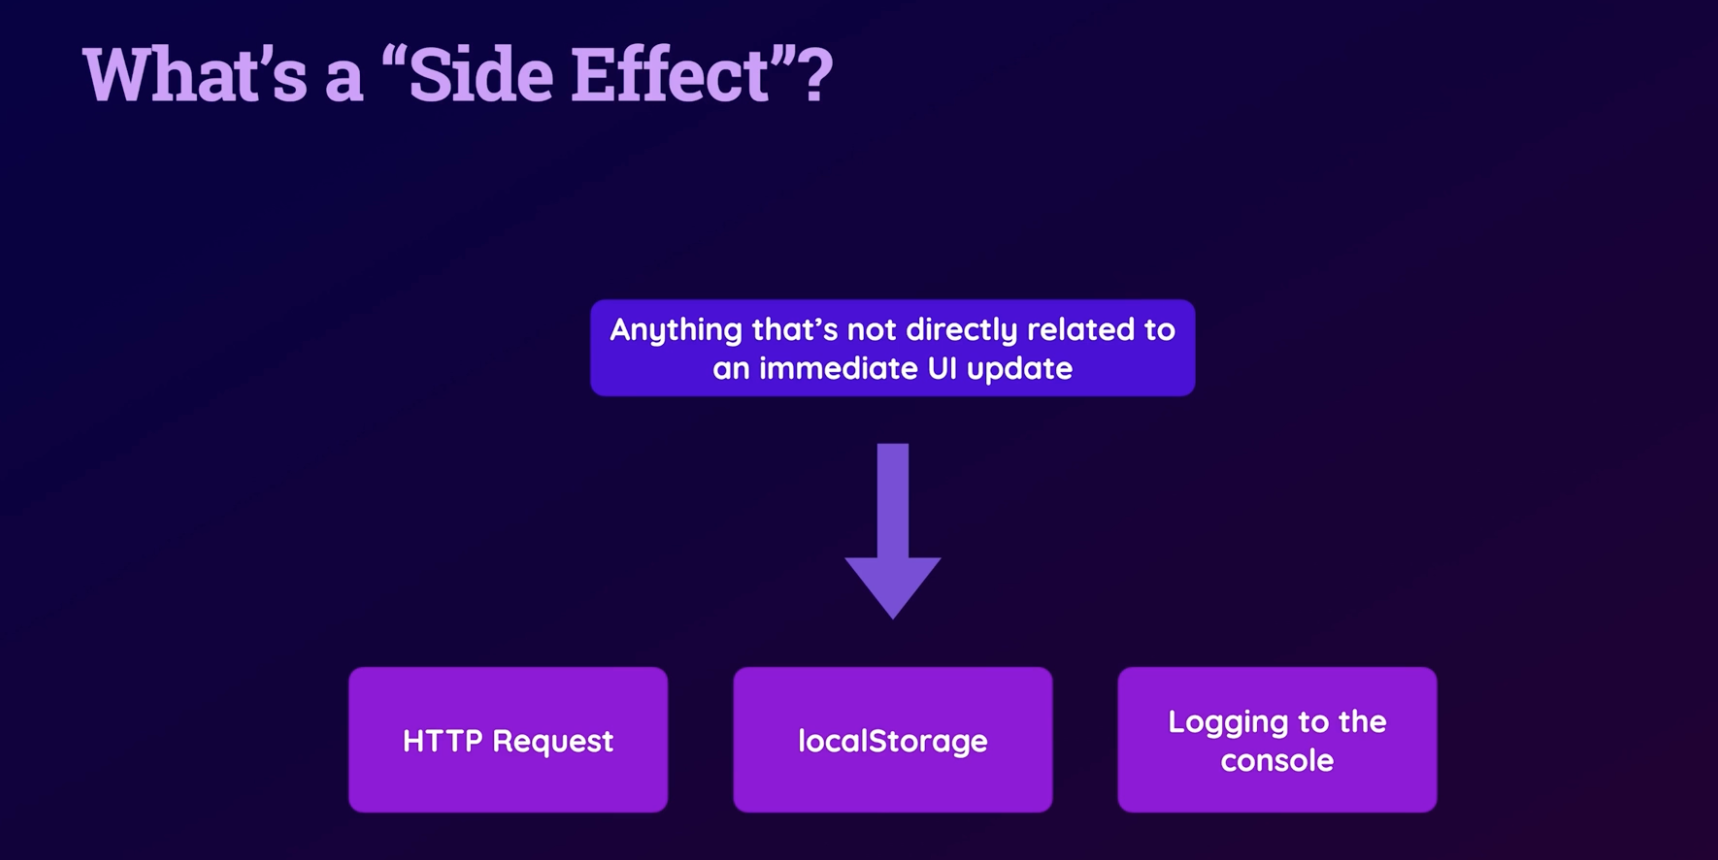 What’s a “Side Effect”?
Anything that’s not directly related to
an immediate UI update
HTTP Request
localStorage
Logging to the
console